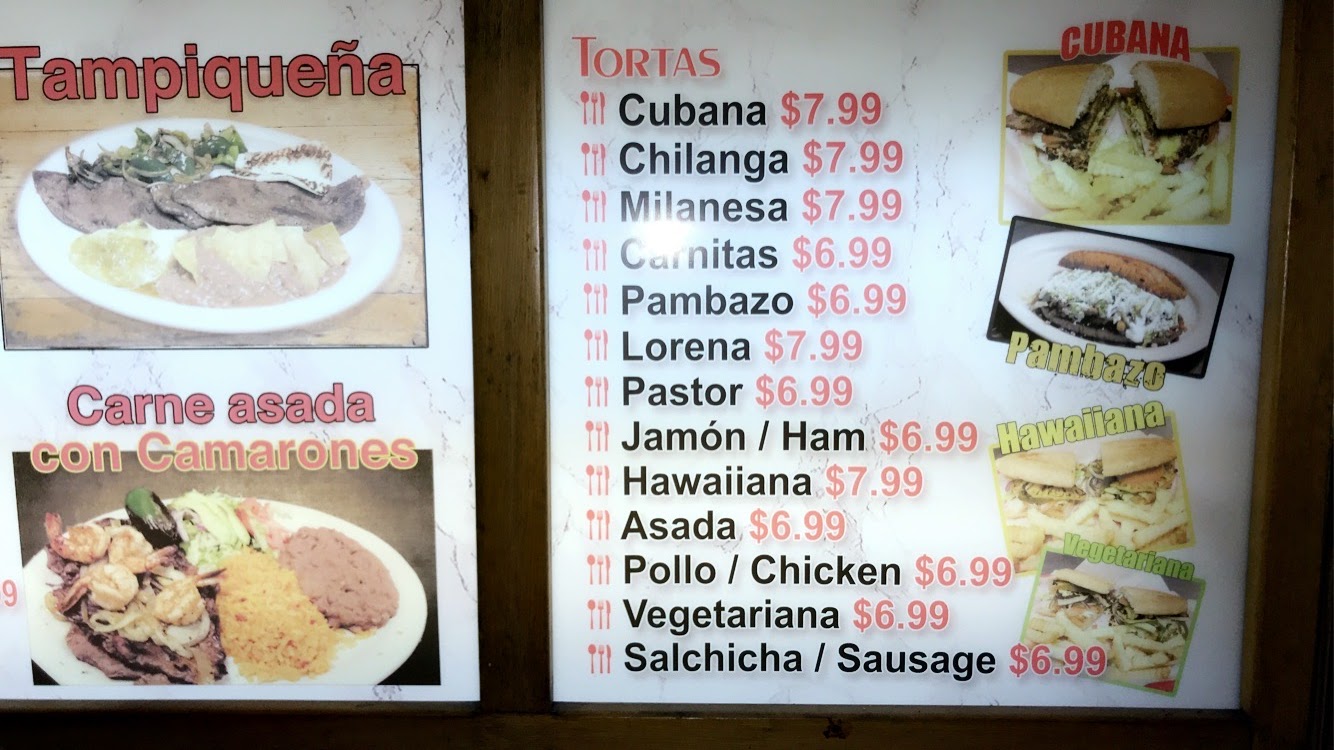 Tampiqueña
Carne asada
con Camarones
9
TORTAS
Cubana $7.99
Chilanga $7.99
Milanesa $7.99
Carnitas $6.99
Pambazo $6.99
Lorena $7.99
Pastor $6.99
Jamón / Ham $6.99
Hawaiiana $7.99
Asada $6.99
Pollo / Chicken $6.99
Vegetariana $6.99
Salchicha / Sausage $6.99
CUBANA
Pambazo
Hawaiiana
Vegetariana